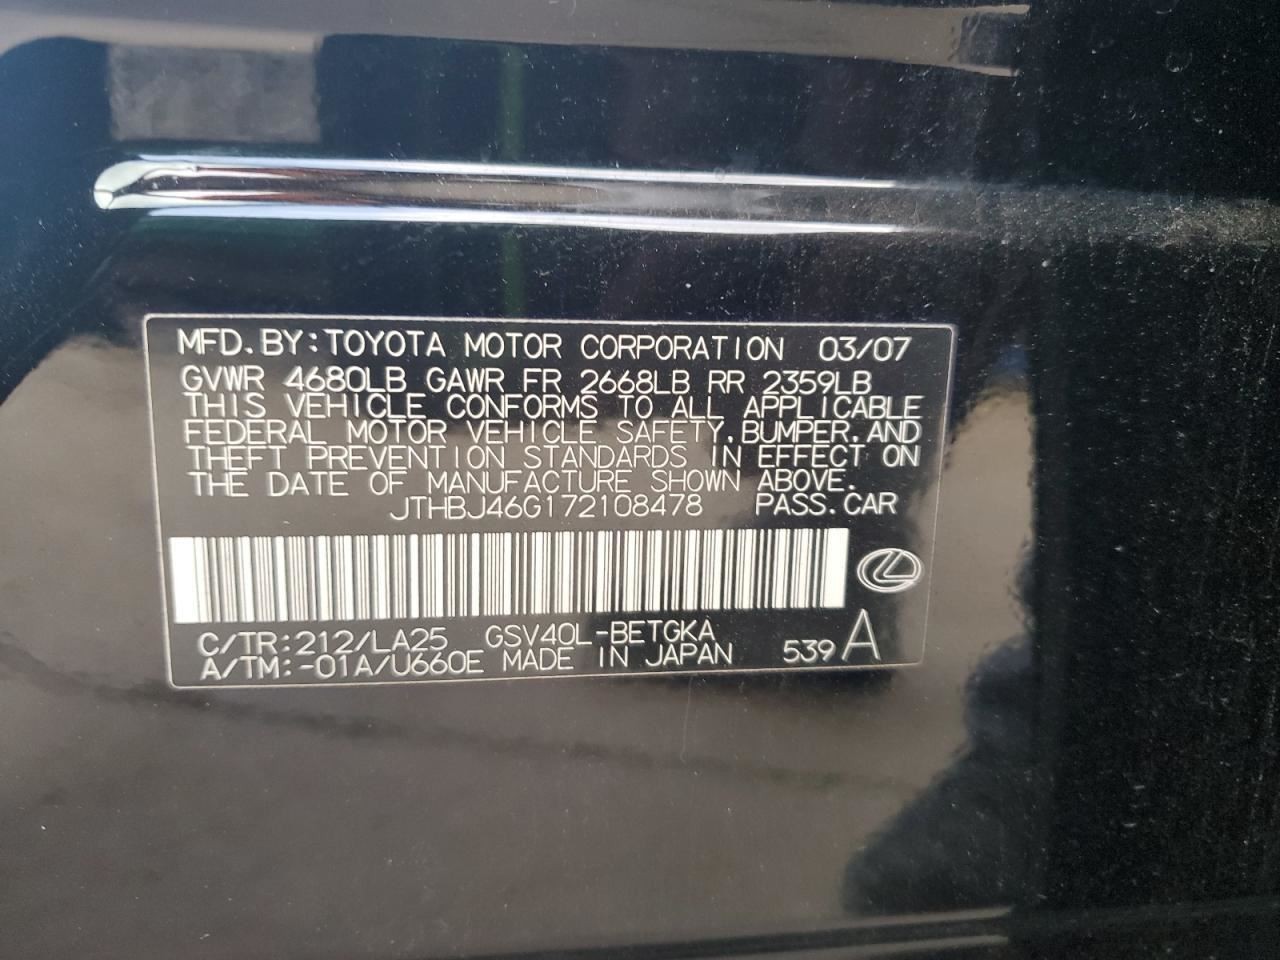 MFD.BY:TOYOTA MOTOR CORPORATION 03/07
GVWR 4680LB GAWR FR 2668LB RR 2359LB
THIS VEHICLE CONFORMS TO ALL APPLICABLE
FEDERAL MOTOR VEHICLE SAFETY,BUMPER,AND
THEFT PREVENTION STANDARDS IN EFFECT ON
THE DATE OF MANUFACTURE SHOWN ABOVE.
JTHBJ46G172108478 PASS.CAR
C/TR:212/LA25 GSV40L-BETGKA
A/TM:-01A/U660E MADE IN JAPAN 539 A